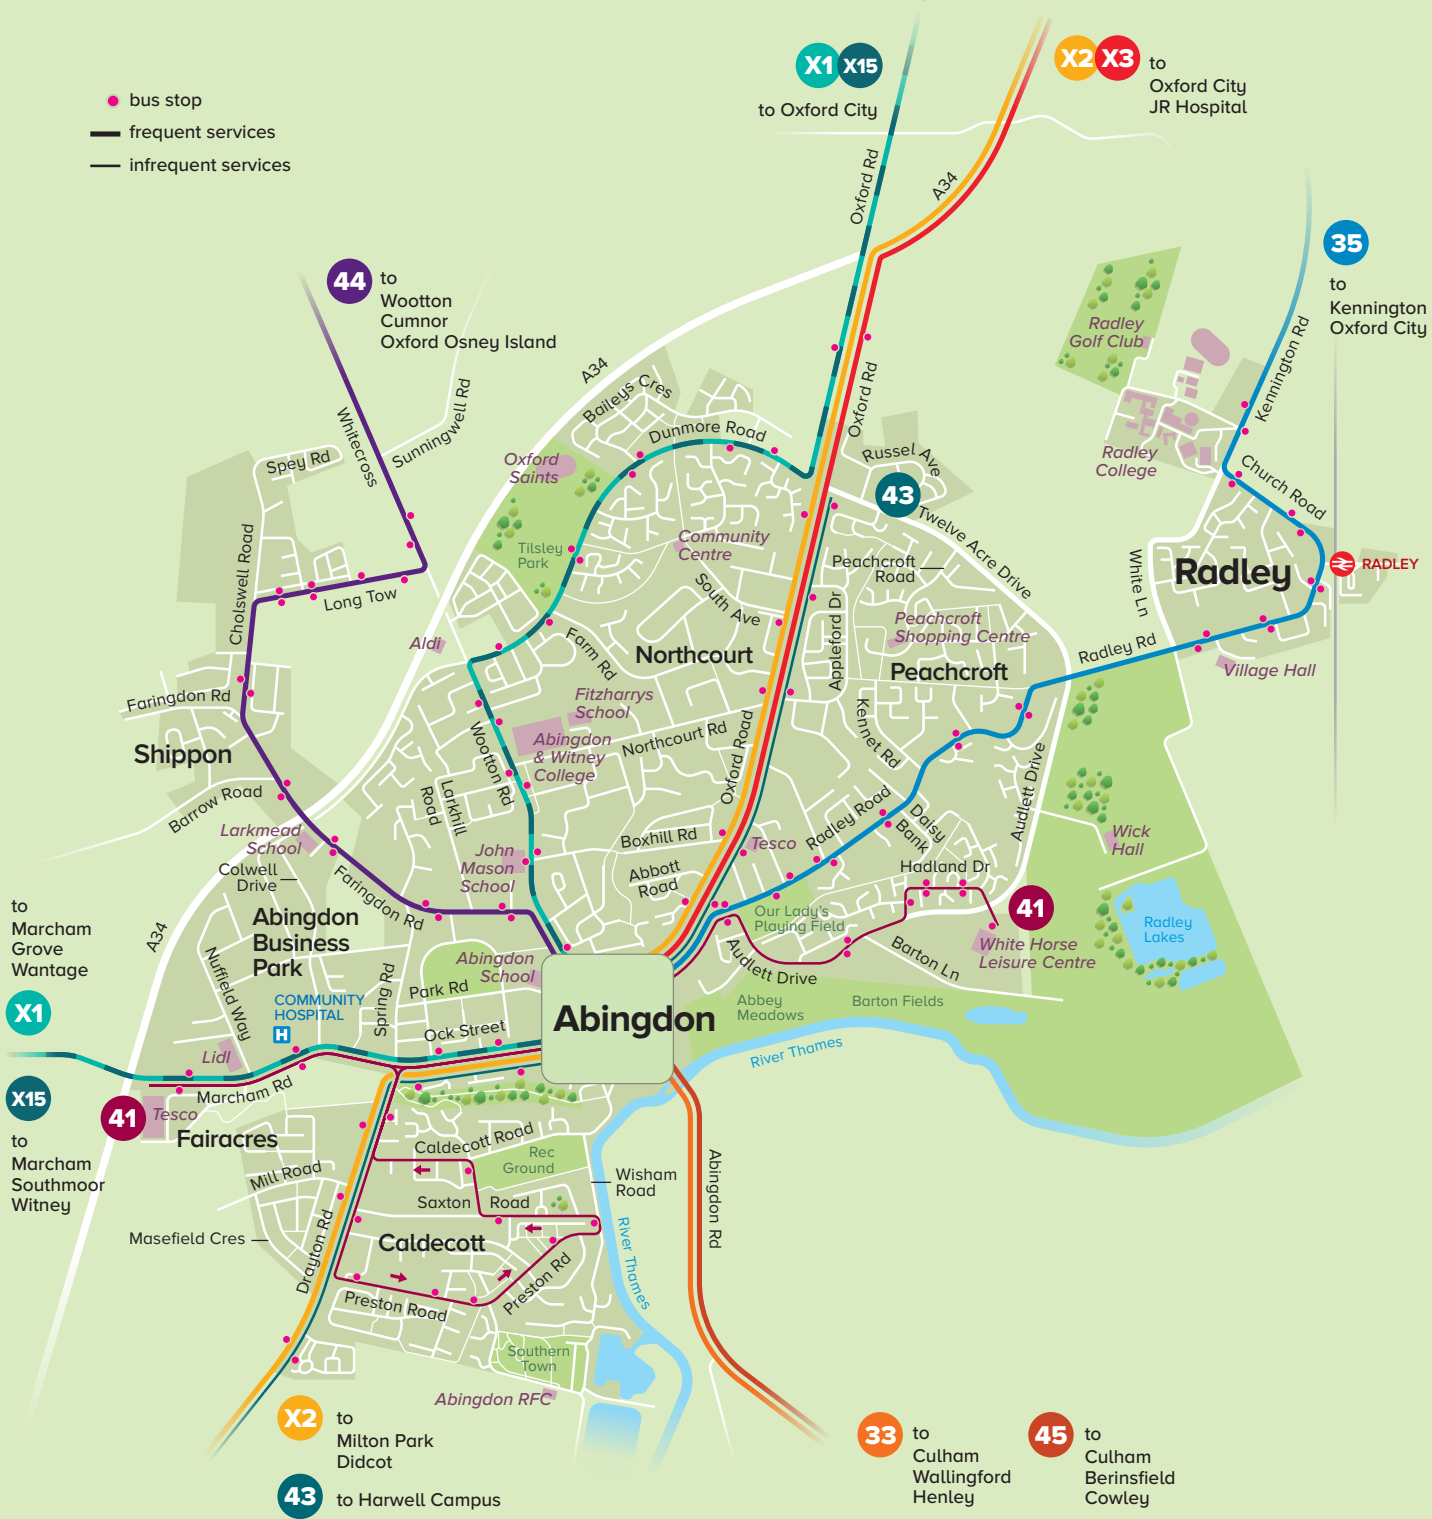 X1 X15
to Oxford City
X2 X3
to
Oxford City
JR Hospital
bus stop
frequent services
infrequent services
Oxford Rd
A34
35
to
Kennington
Oxford City
44
to
Wootton
Cumnor
Oxford Osney Island
Radley
Golf Club
Kennington Rd
A34
Baileys Cres
Oxford Rd
Whitecross
Sunningwell Rd
Dunmore Road
Russel Ave
Radley
College
Spey Rd
Oxford
Saints
43
Church Road
Twelve Acre Drive
Community
Centre
Tilsley
Park
Peachcroft
Road
White Ln
Radley
RADLEY
Cholswell Road
Long Tow
South Ave
Appleford Dr
Peachcroft
Shopping Centre
Aldi
Farm Rd
Northcourt
Peachcroft
Radley Rd
Village Hall
Faringdon Rd
Fitzharrys
School
Shippon
Wootton Rd
Abingdon
& Witney
College
Northcourt Rd
Oxford Road
Kennet Rd
Audlett Drive
Barrow Road
Larkhill
Road
Larkmead
School
Boxhill Rd
Tesco
Radley Road
Daisy
Bank
Wick
Hall
John
Mason
School
Colwell
Drive
Faringdon Rd
Abbott
Road
Hadland Dr
to
Marcham
Grove
Wantage
Abingdon
Business
Park
A34
41
Our Lady's
Playing Field
Radley
Lakes
Nuffield Way
Abingdon
School
Audlett Drive
Barton Ln
White Horse
Leisure Centre
Spring Rd
Park Rd
COMMUNITY
HOSPITAL
H
X1
Ock Street
Abingdon
Abbey
Meadows
Barton Fields
River Thames
Lidl
X15
Marcham Rd
41
Tesco
Fairacres
to
Marcham
Southmoor
Witney
Caldecott Road
Rec
Ground
Mill Road
Wisham
Road
Abingdon Rd
Saxton Road
Masefield Cres
Caldecott
River Thames
Drayton Rd
Preston Rd
Preston Road
Southern
Town
Abingdon RFC
X2
to
Milton Park
Didcot
43
to Harwell Campus
33
to
Culham
Wallingford
Henley
45
to
Culham
Berinsfield
Cowley